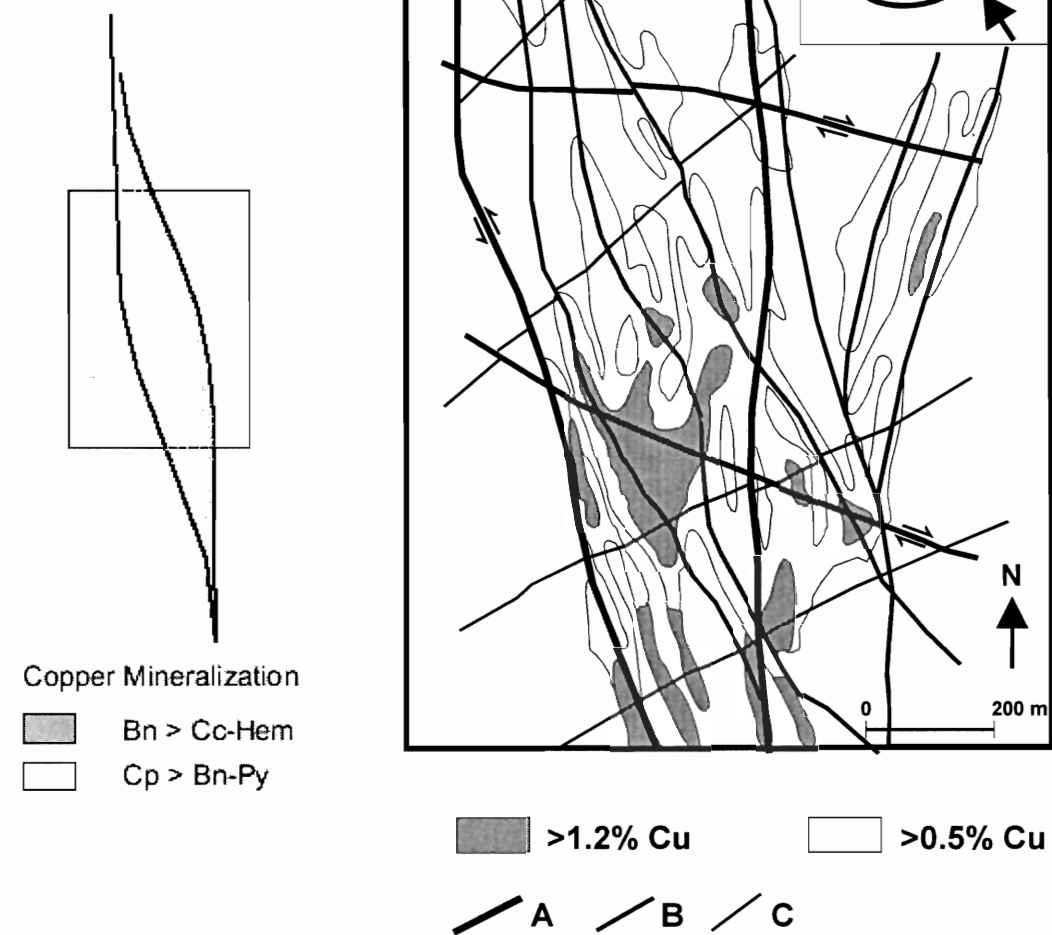 Copper Mineralization
Bn > Cc-Hem
Cp > Bn-Py
N
0 200 m
>1.2% Cu >0.5% Cu
A B C